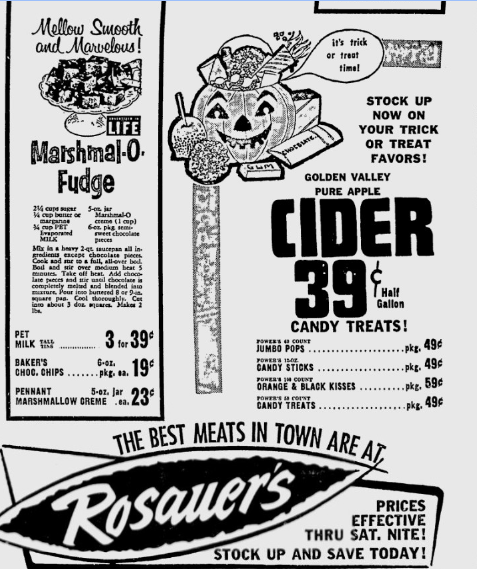 Mellow Smooth
and Marvelous!
LIFE
Marshmal-O-
Fudge
2¼ cups sugar
¼ cup butter or
margarine
¾ cup PET
Evaporated
MILK
5-oz. jar
Marshmal-O
creme (1 cup)
6-oz. pkg. semi-
sweet chocolate
pieces
Mix in a heavy 2-qt. saucepan all in-
gredients except chocolate pieces.
Cook and stir to a full, all-over boil.
Boil and stir over medium heat 5
minutes. Take off heat. Add choco-
late pieces and stir until chocolate is
completely melted and blended into
mixture. Pour into buttered 8 or 9-in.
square pan. Cool thoroughly. Cut
into about 3 doz. squares. Makes 2
lbs.
PET
MILK TALL TINS ............ 3 for 39¢
BAKER'S 6-oz.
CHOC. CHIPS ....... pkg. ea. 19¢
PENNANT 5-oz. jar
MARSHMALLOW CREME . ea. 23¢
it's trick
or treat
time!
CHOCOLATE
GUM
STOCK UP
NOW ON
YOUR TRICK
OR TREAT
FAVORS!
GOLDEN VALLEY
PURE APPLE
CIDER
39¢ Half
Gallon
CANDY TREATS!
JUMBO POPS ..................... pkg. 49¢
CANDY STICKS .................. pkg. 49¢
ORANGE & BLACK KISSES ......... pkg. 59¢
CANDY TREATS .................. pkg. 49¢
THE BEST MEATS IN TOWN ARE AT
Rosauer's
PRICES
EFFECTIVE
THRU SAT. NITE!
STOCK UP AND SAVE TODAY!